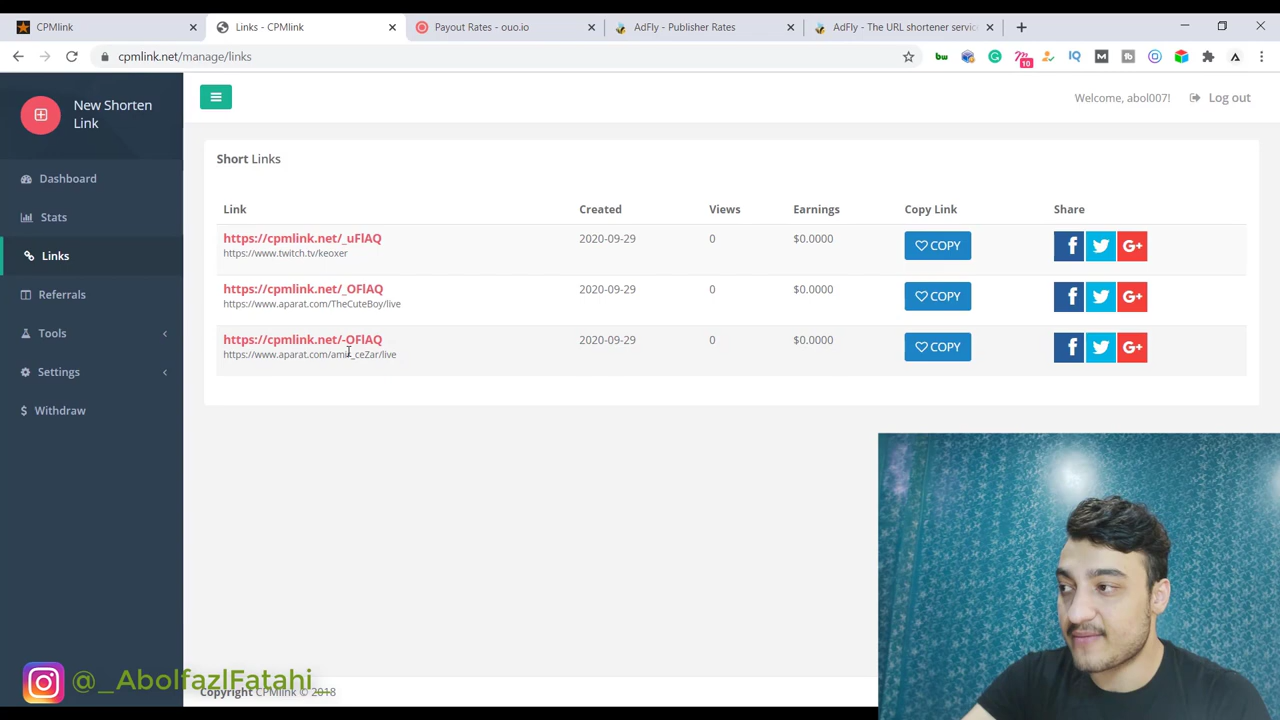 CPMlink
Links - CPMlink
Payout Rates - ouo.io
AdFly - Publisher Rates
AdFly - The URL shortener servic
cpmlink.net/manage/links
10
New Shorten
Link
Welcome, abol007!
Log out
Dashboard
Stats
Links
Referrals
Tools
Settings
Withdraw
Short Links
Link Created Views Earnings Copy Link Share
https://cpmlink.net/_uFlAQ 2020-09-29 0 $0.0000 COPY
https://www.twitch.tv/keoxer
https://cpmlink.net/_OFlAQ 2020-09-29 0 $0.0000 COPY
https://www.aparat.com/TheCuteBoy/live
https://cpmlink.net/-OFlAQ 2020-09-29 0 $0.0000 COPY
https://www.aparat.com/amir_ceZar/live
@_AbolfazlFatahi
Copyright CPMlink © 2018